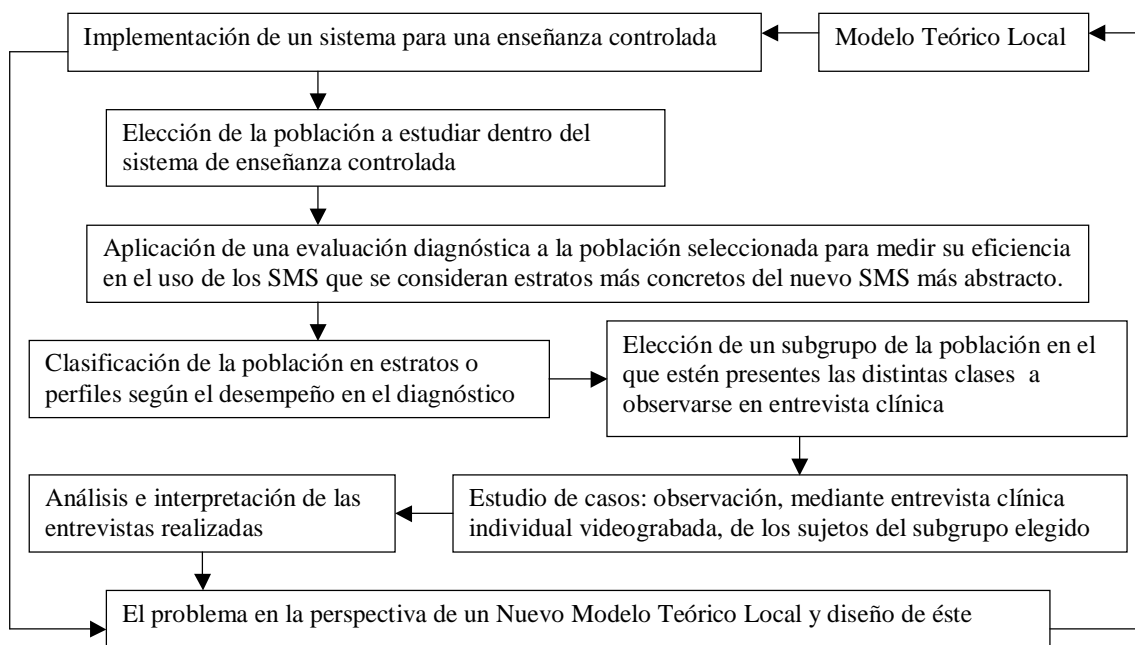 Implementación de un sistema para una enseñanza controlada
Modelo Teórico Local
Elección de la población a estudiar dentro del
sistema de enseñanza controlada
Aplicación de una evaluación diagnóstica a la población seleccionada para medir su eficiencia
en el uso de los SMS que se consideran estratos más concretos del nuevo SMS más abstracto.
Clasificación de la población en estratos o
perfiles según el desempeño en el diagnóstico
Elección de un subgrupo de la población en el
que estén presentes las distintas clases a
observarse en entrevista clínica
Estudio de casos: observación, mediante entrevista clínica
individual videograbada, de los sujetos del subgrupo elegido
Análisis e interpretación de las
entrevistas realizadas
El problema en la perspectiva de un Nuevo Modelo Teórico Local y diseño de éste